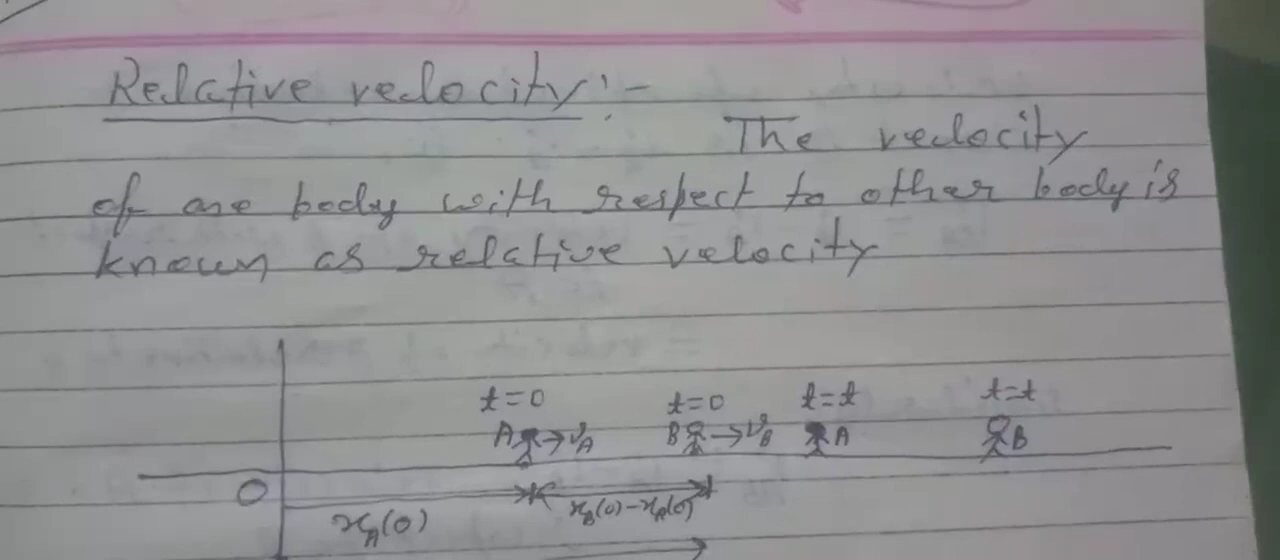 Relative velocity :-
The velocity
of one body with respect to other body is
known as relative velocity
t=0 t=0 t=t t=t
A →vA B →vB A B
O
xA(0) xB(0)-xA(0)